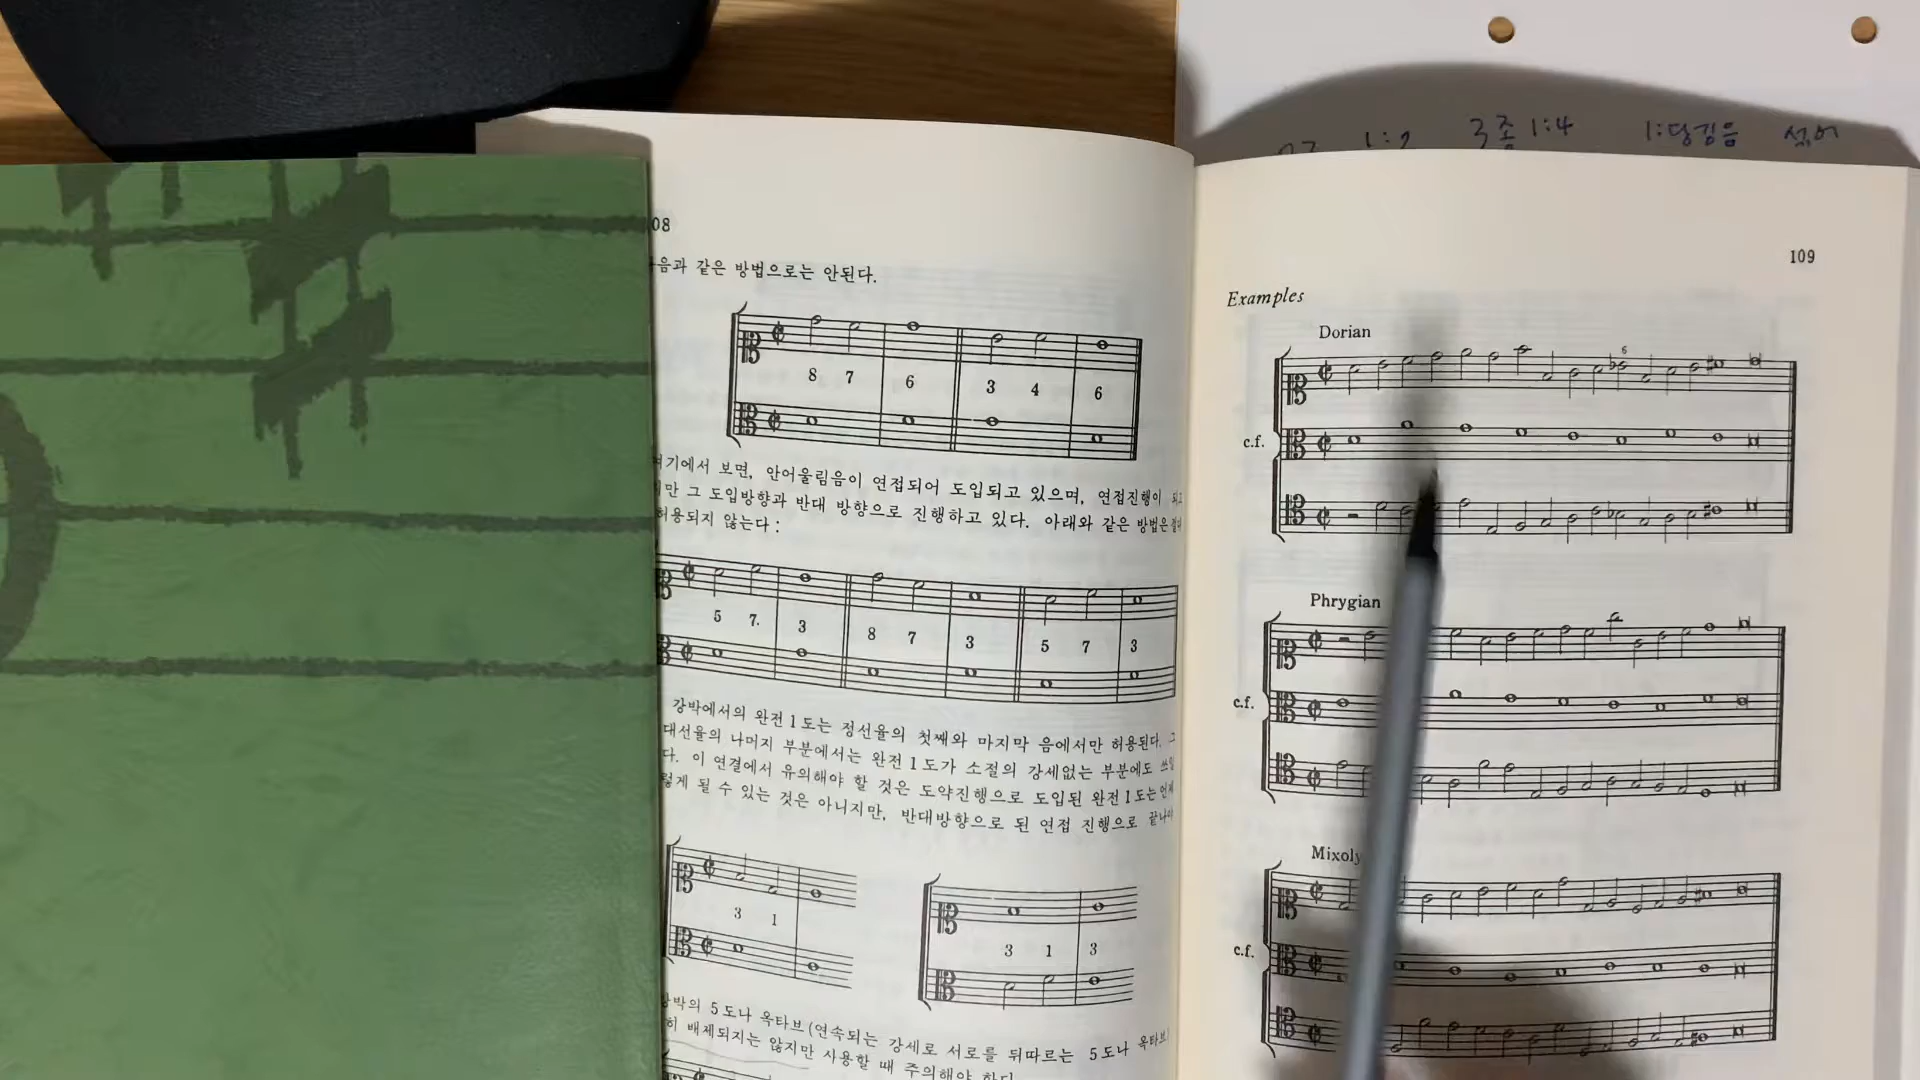 3종 1:4 1:당김음 섞어
08
음과 같은 방법으로는 안된다.
8 7 6 3 4 6
여기에서 보면, 안어울림음이 연접되어 도입되고 있으며, 연접진행이 되고
만 그 도입방향과 반대 방향으로 진행하고 있다. 아래와 같은 방법은
허용되지 않는다 :
5 7. 3 8 7 3 5 7 3
강박에서의 완전 1도는 정선율의 첫째와 마지막 음에서만 허용된다. 그
대선율의 나머지 부분에서는 완전 1도가 소절의 강세없는 부분에도 쓰일
다. 이 연결에서 유의해야 할 것은 도약진행으로 도입된 완전 1도는
렇게 될 수 있는 것은 아니지만, 반대방향으로 된 연접 진행으로 끝나야
3 1 3 1 3
강박의 5도나 옥타브(연속되는 강세로 서로를 뒤따르는 5도나 옥타브)
히 배제되지는 않지만 사용할 때 주의해야 한다
109
Examples
Dorian
6
c.f.
Phrygian
c.f.
Mixoly
c.f.